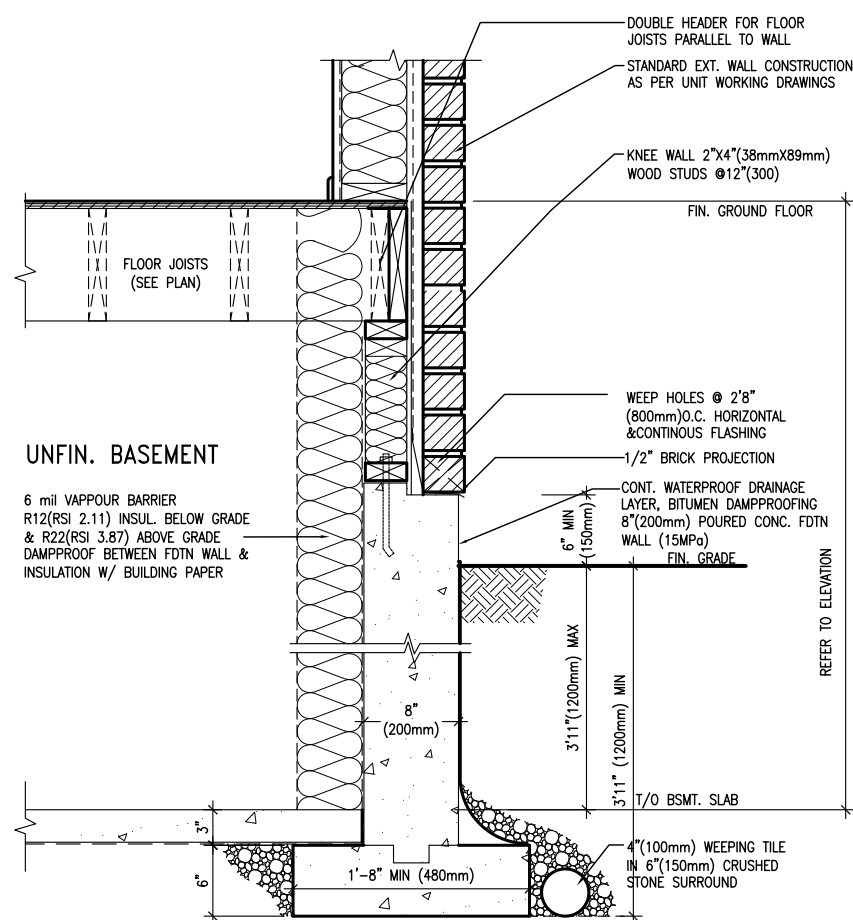 DOUBLE HEADER FOR FLOOR
JOISTS PARALLEL TO WALL
STANDARD EXT. WALL CONSTRUCTION
AS PER UNIT WORKING DRAWINGS
KNEE WALL 2"X4"(38mmX89mm)
WOOD STUDS @12"(300)
FIN. GROUND FLOOR
FLOOR JOISTS
(SEE PLAN)
WEEP HOLES @ 2'8"
(800mm)O.C. HORIZONTAL
&CONTINOUS FLASHING
1/2" BRICK PROJECTION
UNFIN. BASEMENT
6 mil VAPPOUR BARRIER
R12(RSI 2.11) INSUL. BELOW GRADE
& R22(RSI 3.87) ABOVE GRADE
DAMPPROOF BETWEEN FDTN WALL &
INSULATION W/ BUILDING PAPER
CONT. WATERPROOF DRAINAGE
LAYER, BITUMEN DAMPPROOFING
8"(200mm) POURED CONC. FDTN
WALL (15MPa)
FIN. GRADE
6" MIN
(150mm)
REFER TO ELEVATION
3'11"(1200mm) MAX
3'11" (1200mm) MIN
8"
(200mm)
T/O BSMT. SLAB
3"
6"
1'-8" MIN (480mm)
4"(100mm) WEEPING TILE
IN 6"(150mm) CRUSHED
STONE SURROUND